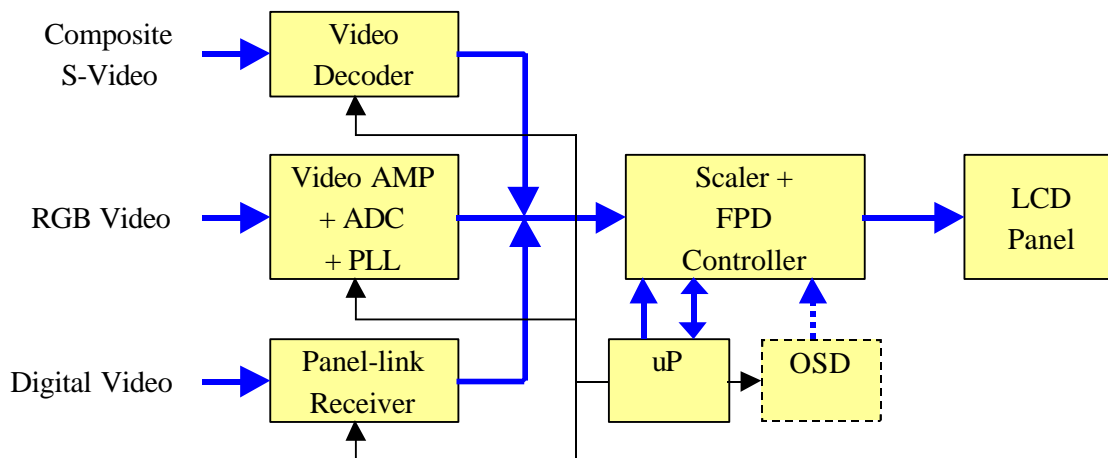 Composite
S-Video
Video
Decoder
RGB Video
Video AMP
+ ADC
+ PLL
Scaler +
FPD
Controller
LCD
Panel
Digital Video
Panel-link
Receiver
uP
OSD